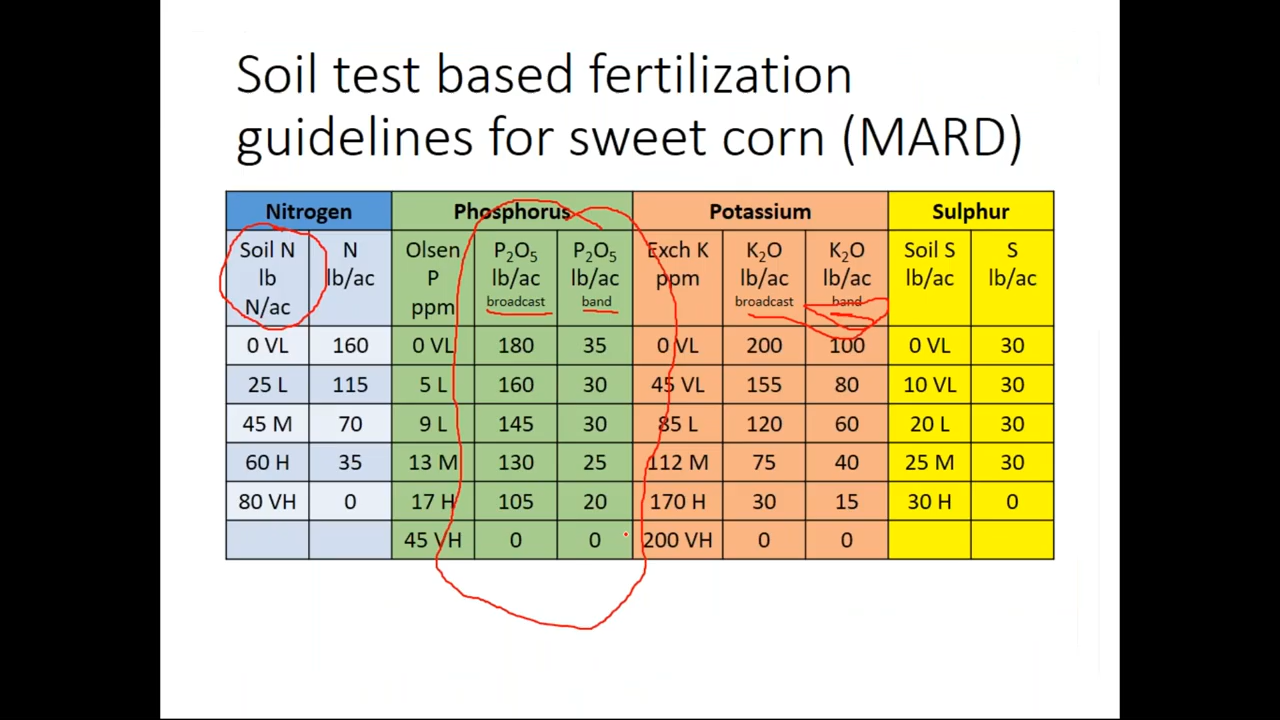 Soil test based fertilization
guidelines for sweet corn (MARD)
Nitrogen Phosphorus Potassium Sulphur
Soil N lb N/ac N lb/ac Olsen P ppm P₂O₅ lb/ac broadcast P₂O₅ lb/ac band Exch K ppm K₂O lb/ac broadcast K₂O lb/ac band Soil S lb/ac S lb/ac
0 VL 160 0 VL 180 35 0 VL 200 100 0 VL 30
25 L 115 5 L 160 30 45 VL 155 80 10 VL 30
45 M 70 9 L 145 30 85 L 120 60 20 L 30
60 H 35 13 M 130 25 112 M 75 40 25 M 30
80 VH 0 17 H 105 20 170 H 30 15 30 H 0
45 VH 0 0 200 VH 0 0